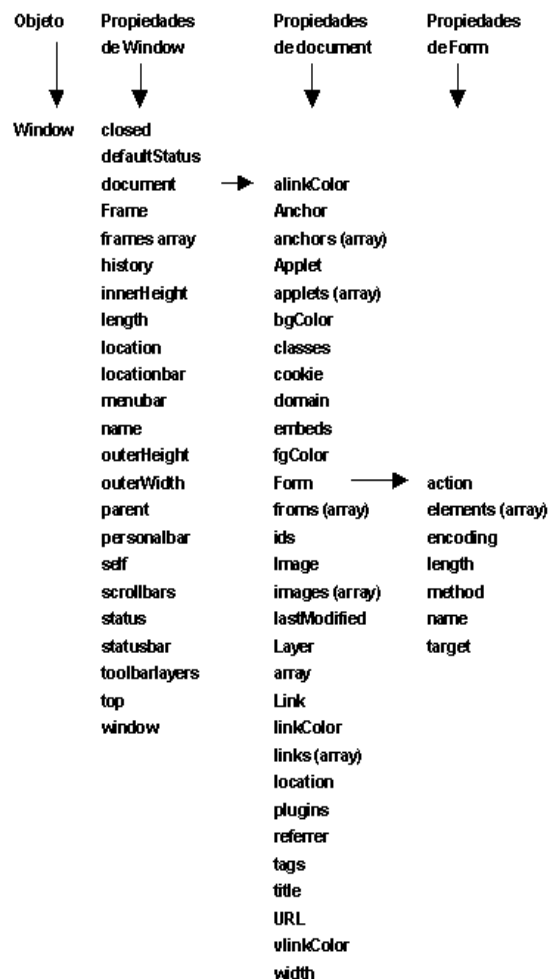 Objeto Propiedades Propiedades Propiedades
de Window de document de Form
Window closed
defaultStatus
document alinkColor
Frame Anchor
frames array anchors (array)
history Applet
innerHeight applets (array)
length bgColor
location classes
locationbar cookie
menubar domain
name embeds
outerHeight fgColor
outerWidth Form action
parent froms (array) elements (array)
personalbar ids encoding
self Image length
scrollbars images (array) method
status lastModified name
statusbar Layer target
toolbarlayers array
top Link
window linkColor
links (array)
location
plugins
referrer
tags
title
URL
vlinkColor
width